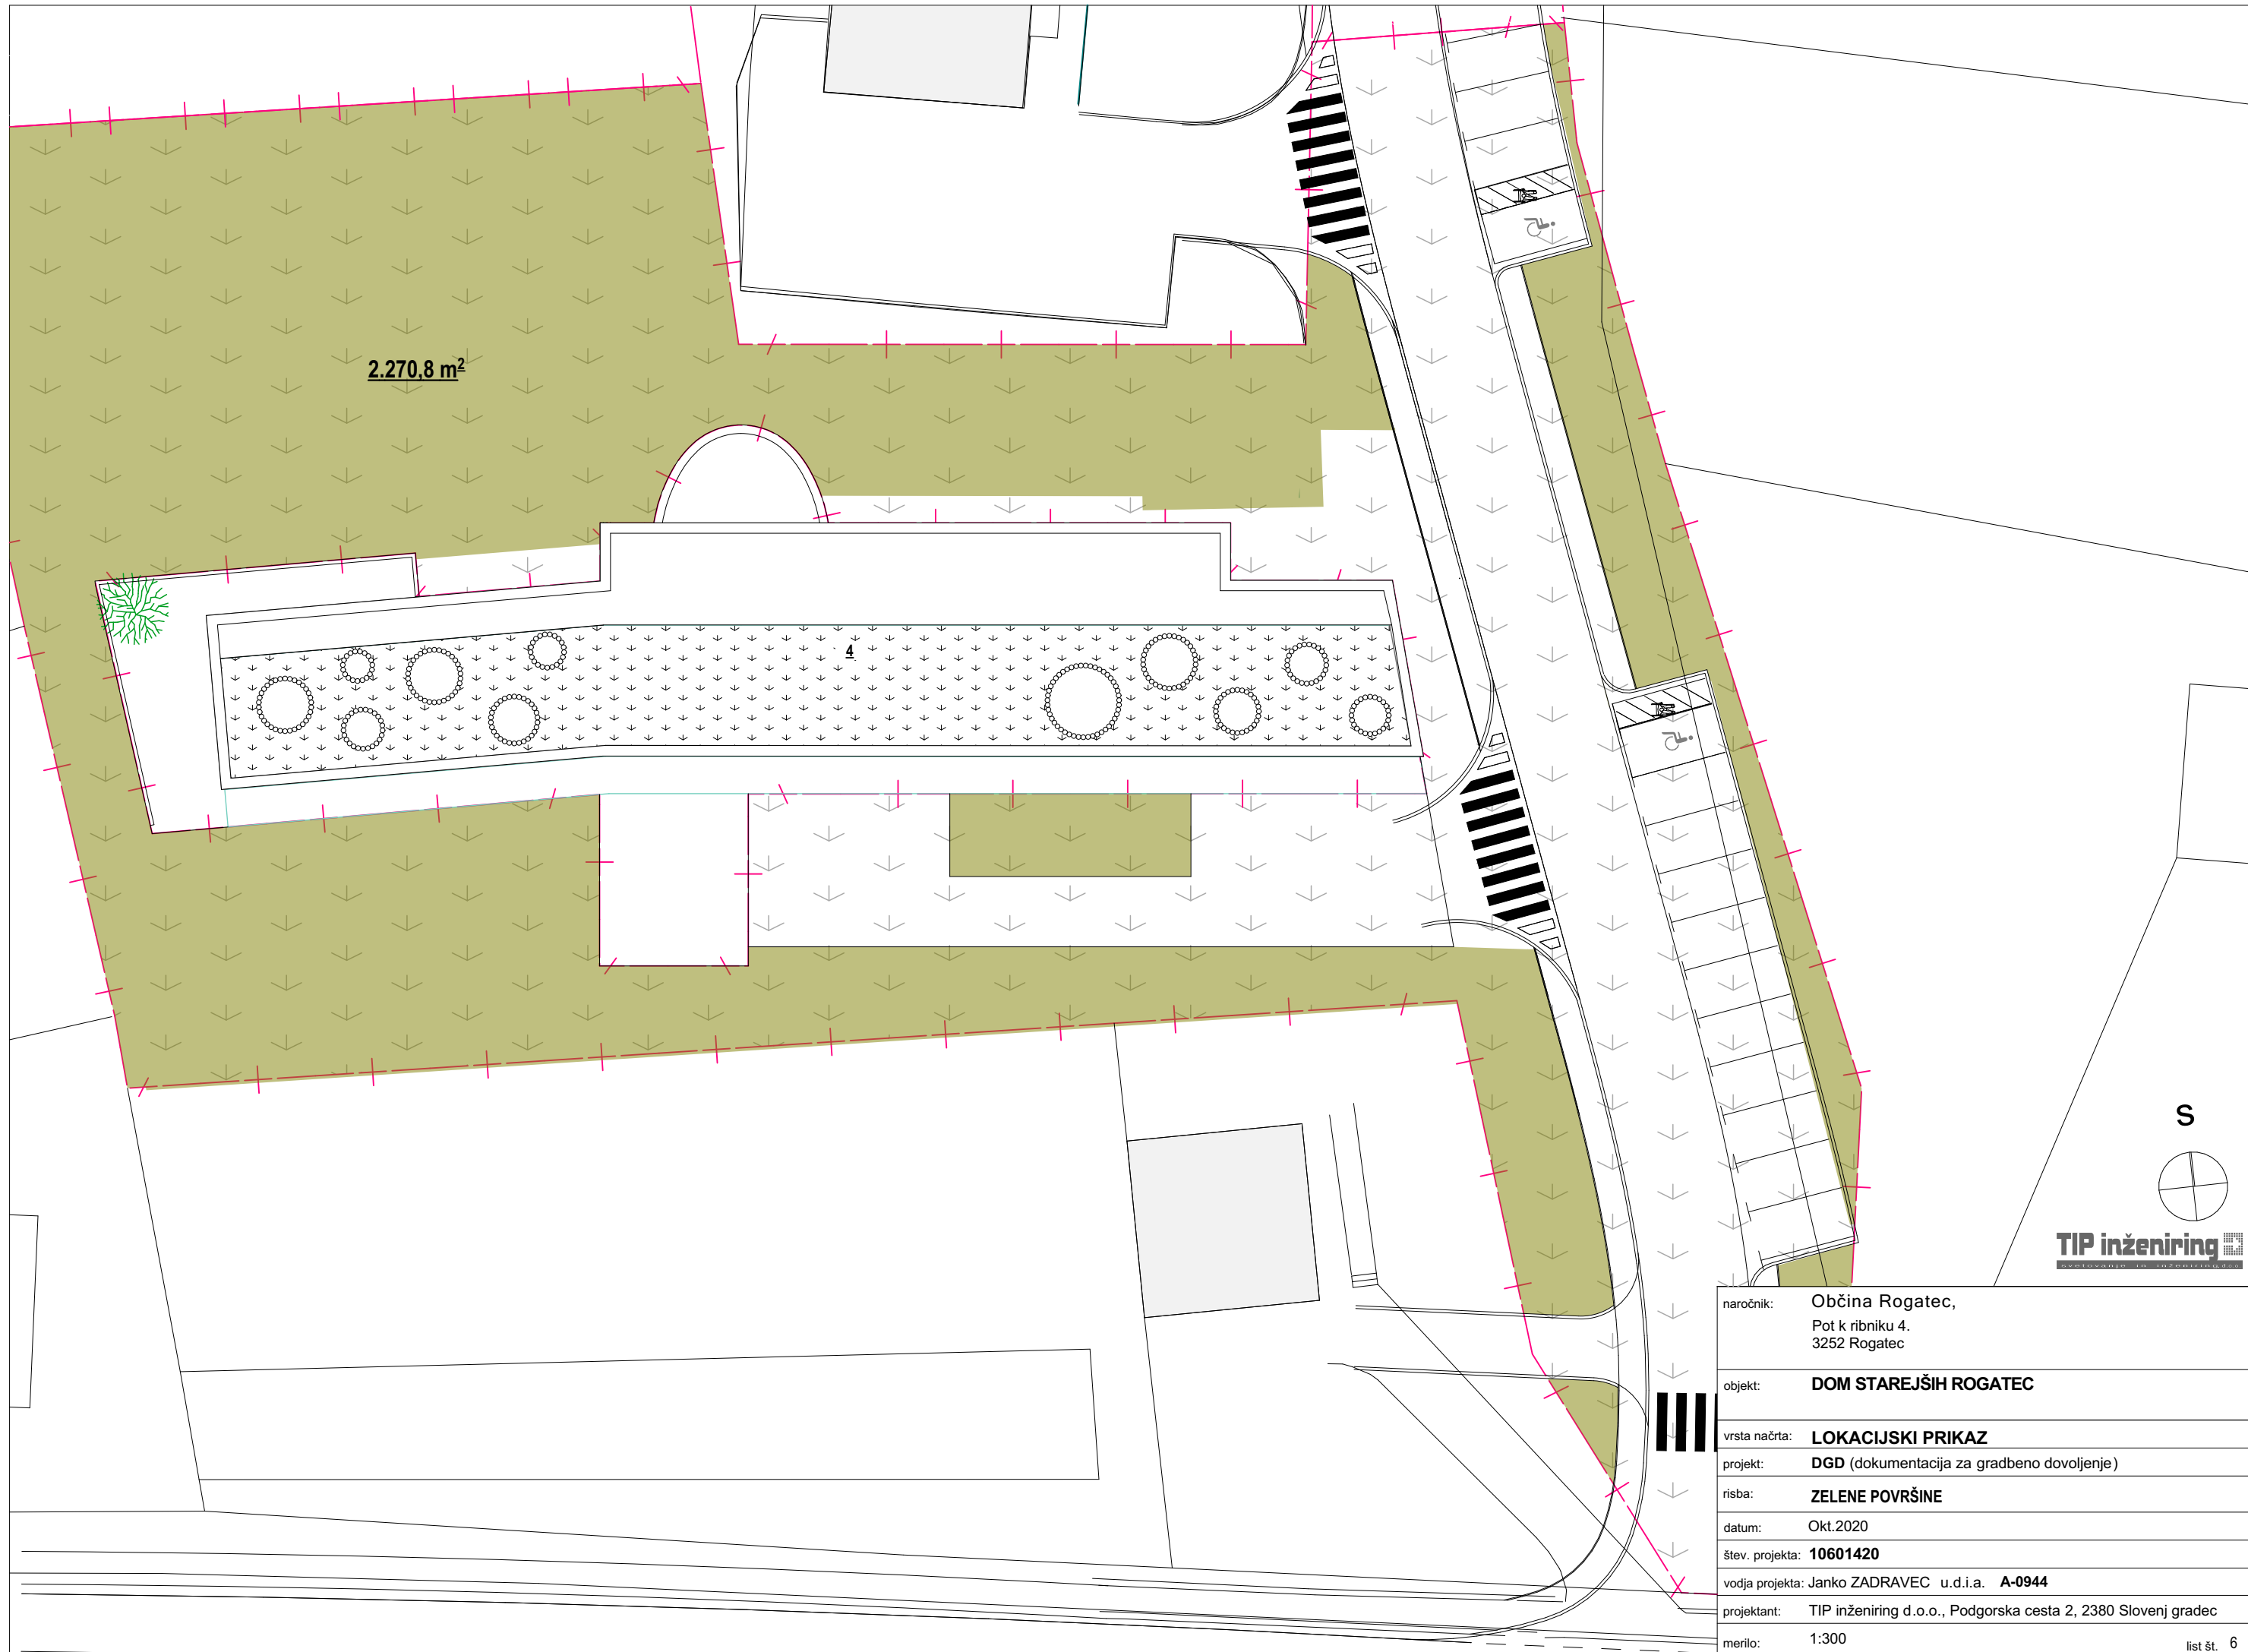 2.270,8 m²
4
S
TIP inženiring
svetovanje in inženiring,d.o.o.
naročnik: Občina Rogatec,
Pot k ribniku 4.
3252 Rogatec
objekt: DOM STAREJŠIH ROGATEC
vrsta načrta: LOKACIJSKI PRIKAZ
projekt: DGD (dokumentacija za gradbeno dovoljenje)
risba: ZELENE POVRŠINE
datum: Okt.2020
štev. projekta: 10601420
vodja projekta: Janko ZADRAVEC u.d.i.a. A-0944
projektant: TIP inženiring d.o.o., Podgorska cesta 2, 2380 Slovenj gradec
merilo: 1:300
list št. 6